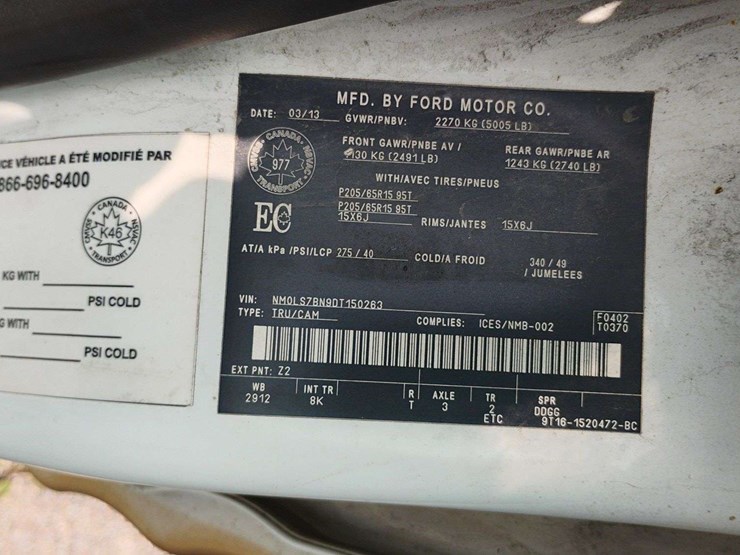 CE VÉHICULE A ÉTÉ MODIFIÉ PAR
866-696-8400
CANADA
K46
TRANSPORT
KG WITH
PSI COLD
G WITH
PSI COLD
MFD. BY FORD MOTOR CO.
DATE: 03/13
GVWR/PNBV: 2270 KG (5005 LB)
CANADA
977
TRANSPORT
FRONT GAWR/PNBE AV /
1130 KG (2491 LB)
REAR GAWR/PNBE AR
1243 KG (2740 LB)
WITH/AVEC TIRES/PNEUS
P205/65R15 95T
P205/65R15 95T
15X6J
RIMS/JANTES 15X6J
EC
AT/A kPa /PSI/LCP 275 / 40 COLD/A FROID 340 / 49
/ JUMELEES
VIN: NM0LS7BN9DT150263
TYPE: TRU/CAM
COMPLIES: ICES/NMB-002
F0402
T0370
EXT PNT: Z2
WB INT TR R AXLE TR SPR
2912 8K T 3 2 DDGG
ETC 9T16-1520472-BC